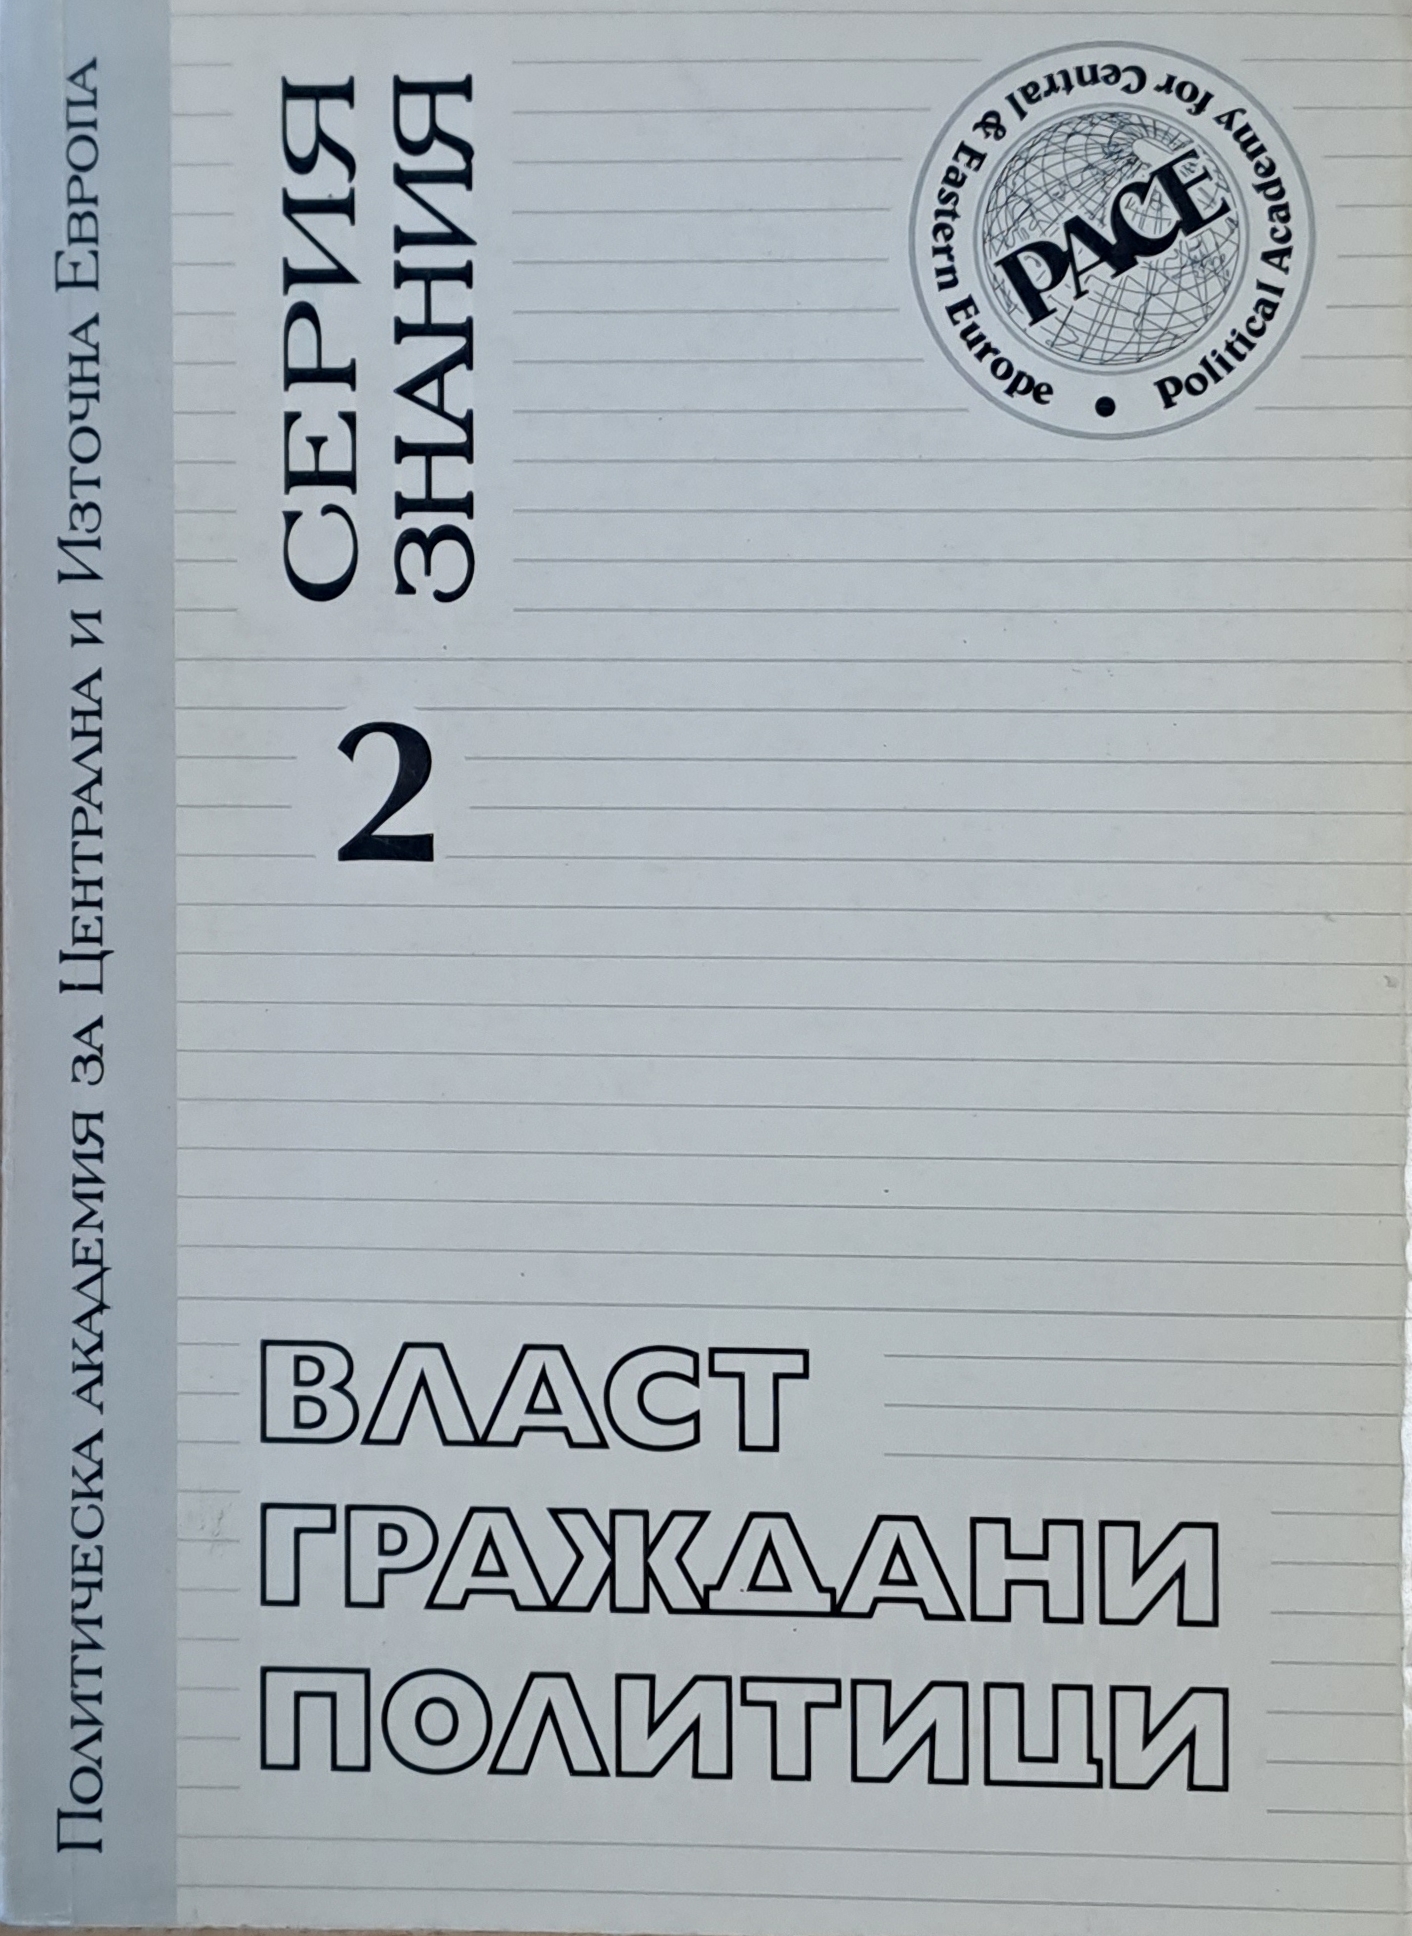 Политическа академия за Централна и Източна Европа
СЕРИЯ
ЗНАНИЯ
2
Political Academy for Central & Eastern Europe •
PACE
ВЛАСТ
ГРАЖДАНИ
ПОЛИТИЦИ